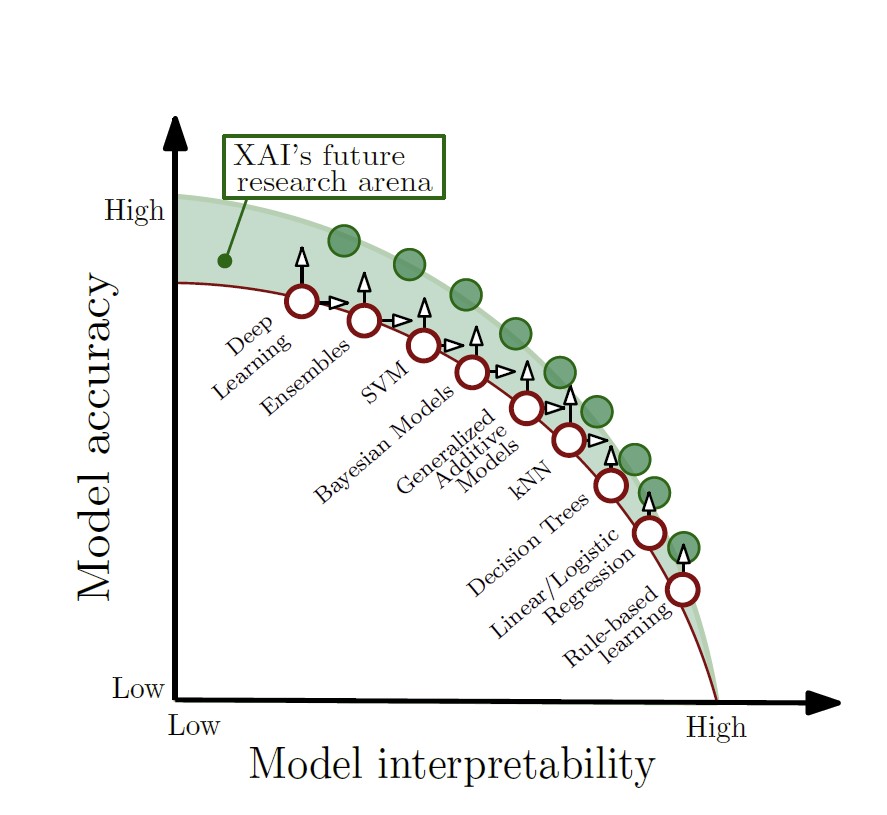 XAI's future
research arena
High
Deep
Learning
Ensembles
SVM
Bayesian Models
Generalized
Additive
Models
kNN
Decision Trees
Linear/Logistic
Regression
Rule-based
learning
Model accuracy
Low
Low
High
Model interpretability